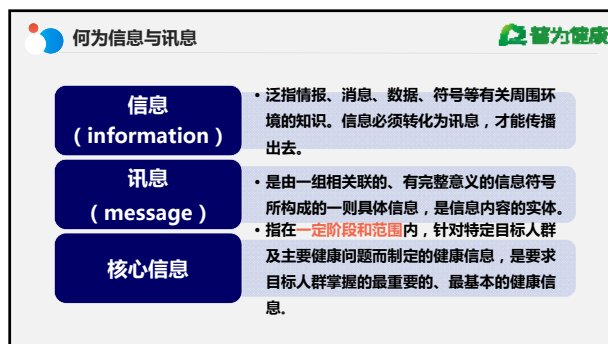 何为信息与讯息
普为健康
信息
（information）
• 泛指情报、消息、数据、符号等有关周围环
境的知识。信息必须转化为讯息，才能传播
出去。
讯息
（message）
• 是由一组相关联的、有完整意义的信息符号
所构成的一则具体信息，是信息内容的实体。
核心信息
• 指在一定阶段和范围内，针对特定目标人群
及主要健康问题而制定的健康信息，是要求
目标人群掌握的最重要的、最基本的健康信
息。